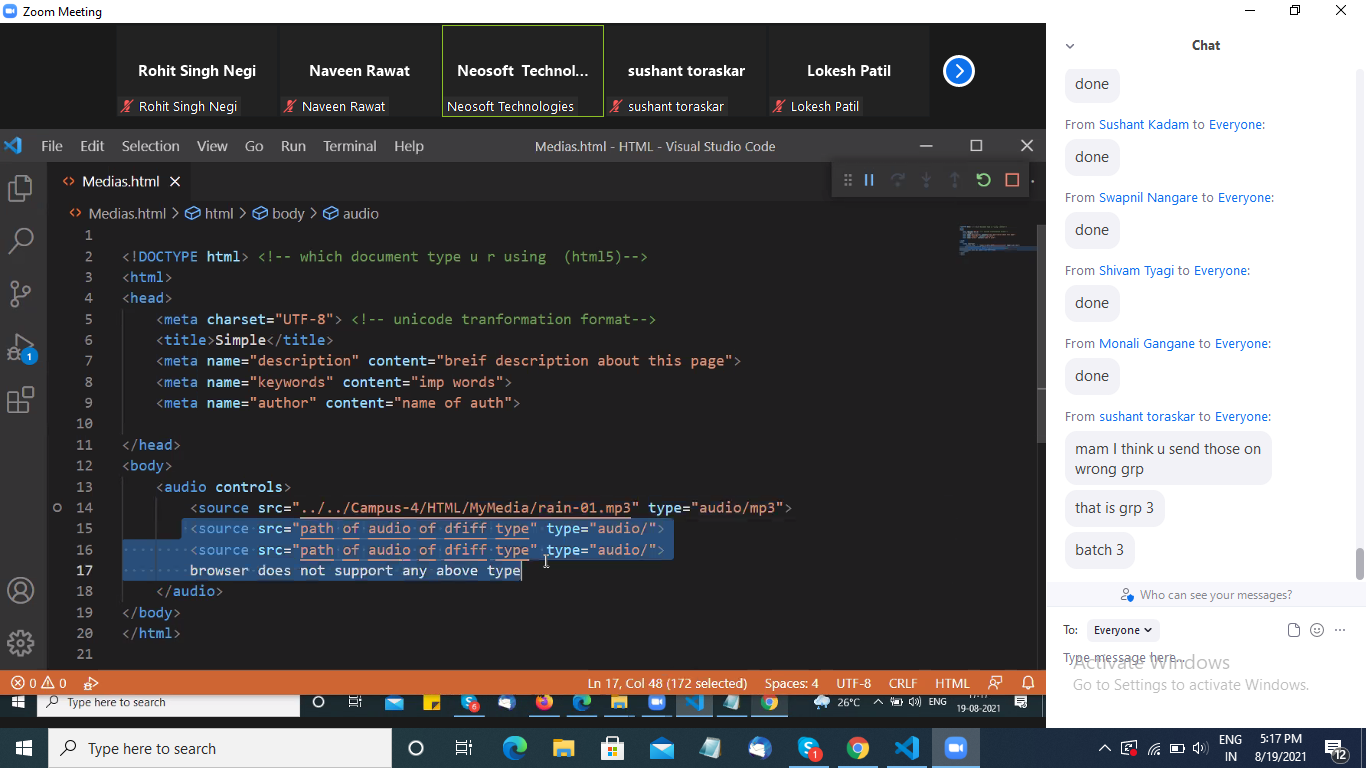 Zoom Meeting
Rohit Singh Negi
Naveen Rawat
Neosoft Technol...
sushant toraskar
Lokesh Patil
Rohit Singh Negi
Naveen Rawat
Neosoft Technologies
sushant toraskar
Lokesh Patil
File Edit Selection View Go Run Terminal Help
Medias.html - HTML - Visual Studio Code
Medias.html
Medias.html > html > body > audio
1
2 <!DOCTYPE html> <!-- which document type u r using  (html5)-->
3 <html>
4 <head>
5 <meta charset="UTF-8"> <!-- unicode tranformation format-->
6 <title>Simple</title>
7 <meta name="description" content="breif description about this page">
8 <meta name="keywords" content="imp words">
9 <meta name="author" content="name of auth">
10
11 </head>
12 <body>
13 <audio controls>
14 <source src="../../Campus-4/HTML/MyMedia/rain-01.mp3" type="audio/mp3">
15 <source src="path of audio of dfiff type" type="audio/">
16 <source src="path of audio of dfiff type" type="audio/">
17 browser does not support any above type
18 </audio>
19 </body>
20 </html>
21
1
0 0
Ln 17, Col 48 (172 selected) Spaces: 4 UTF-8 CRLF HTML
Type here to search
6
26°C
ENG
19-08-2021
Chat
done
From Sushant Kadam to Everyone:
done
From Swapnil Nangare to Everyone:
done
From Shivam Tyagi to Everyone:
done
From Monali Gangane to Everyone:
done
From sushant toraskar to Everyone:
mam I think u send those on
wrong grp
that is grp 3
batch 3
Who can see your messages?
To: Everyone
Type message here...
Activate Windows
Go to Settings to activate Windows.
Type here to search
1
ENG
IN
5:17 PM
8/19/2021
12